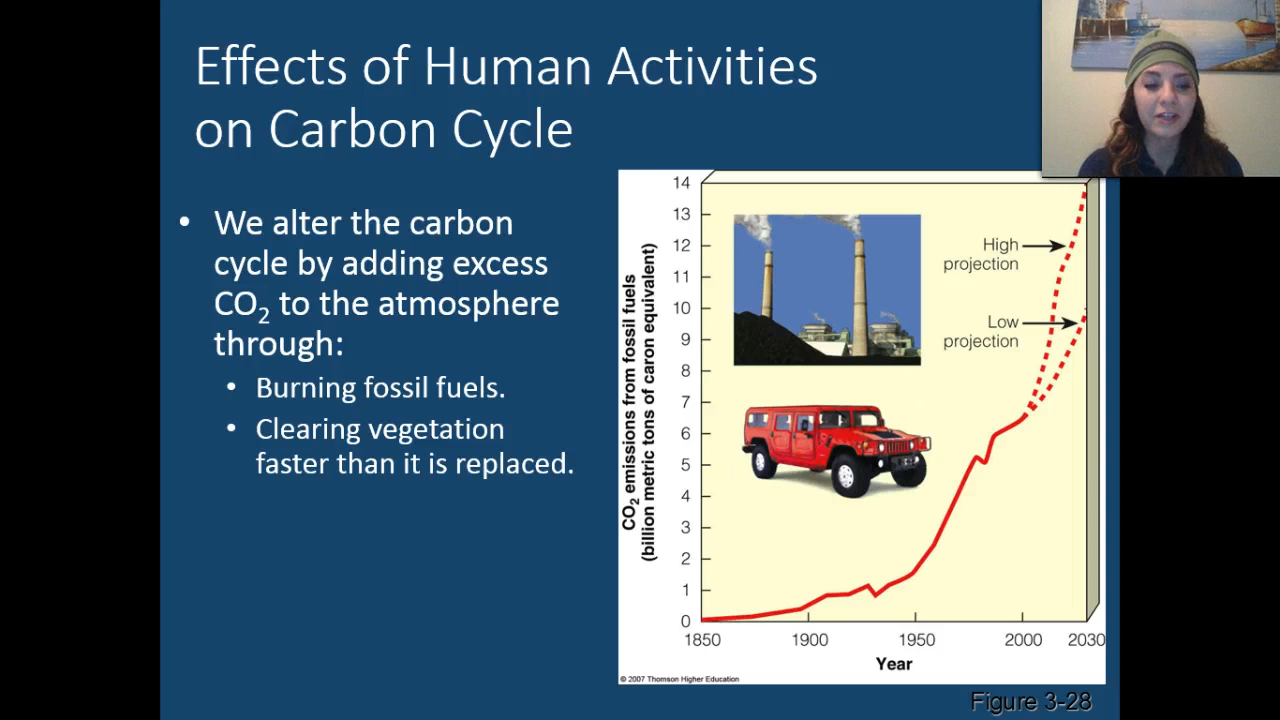 Effects of Human Activities
on Carbon Cycle
• We alter the carbon
cycle by adding excess
CO₂ to the atmosphere
through:
• Burning fossil fuels.
• Clearing vegetation
faster than it is replaced.
CO₂ emissions from fossil fuels
(billion metric tons of caron equivalent)
14
13
12
11
10
9
8
7
6
5
4
3
2
1
0
High
projection
Low
projection
1850 1900 1950 2000 2030
Year
© 2007 Thomson Higher Education
Figure 3-28